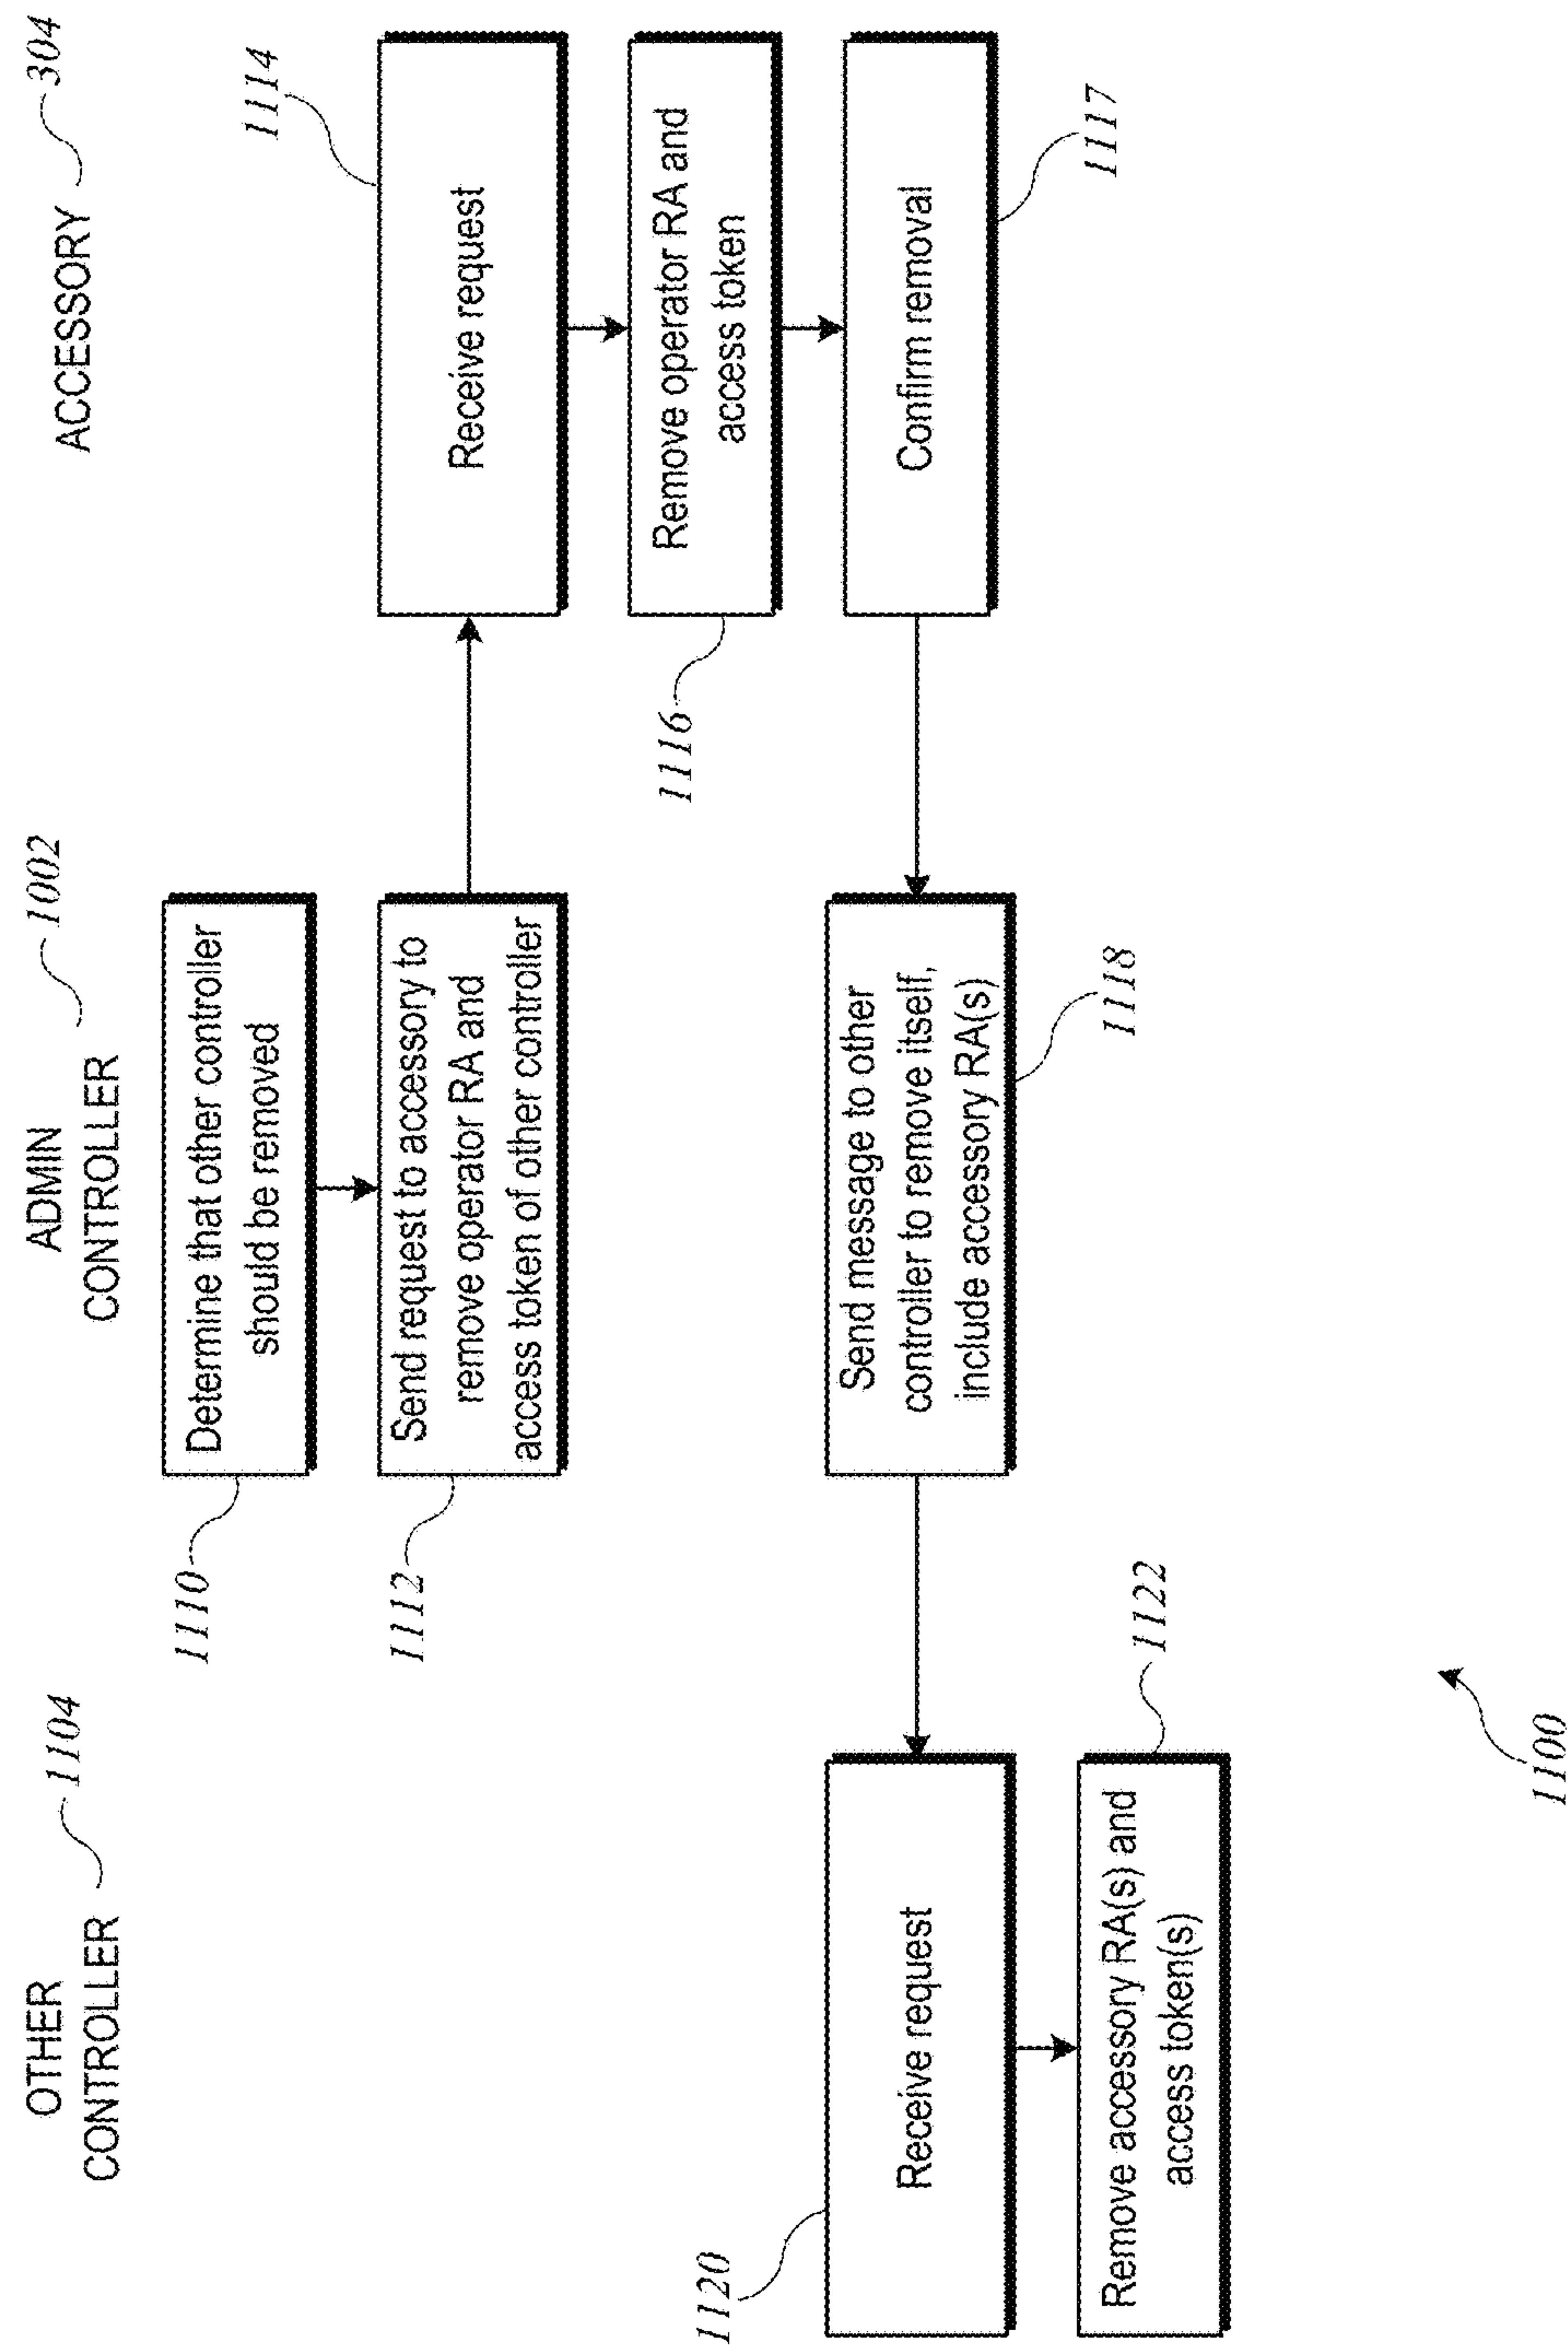 OTHER
CONTROLLER
1104
ADMIN
CONTROLLER
1002
ACCESSORY
304
1110
Determine that other controller
should be removed
1112
Send request to accessory to
remove operator RA and
access token of other controller
1114
Receive request
1116
Remove operator RA and
access token
Confirm removal
1117
Send message to other
controller to remove itself,
include accessory RA(s)
1118
1120
Receive request
Remove accessory RA(s) and
access token(s)
1122
1100